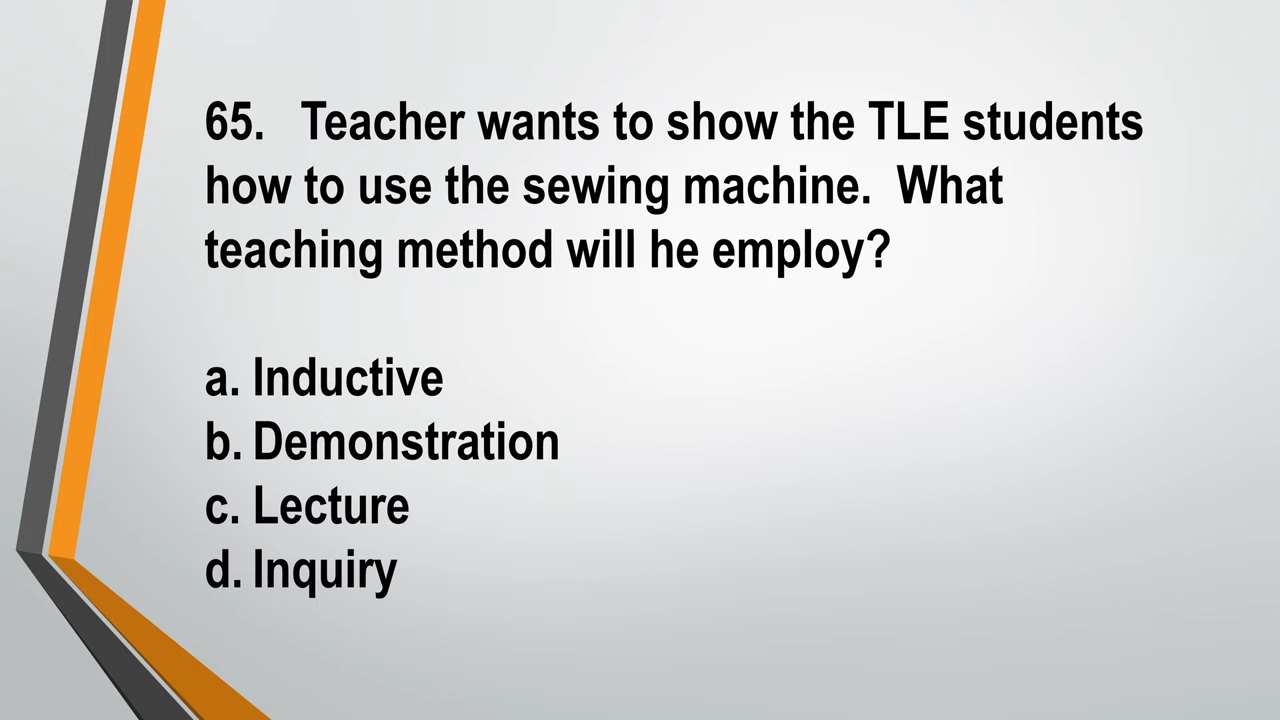 65. Teacher wants to show the TLE students
how to use the sewing machine. What
teaching method will he employ?
a. Inductive
b. Demonstration
c. Lecture
d. Inquiry